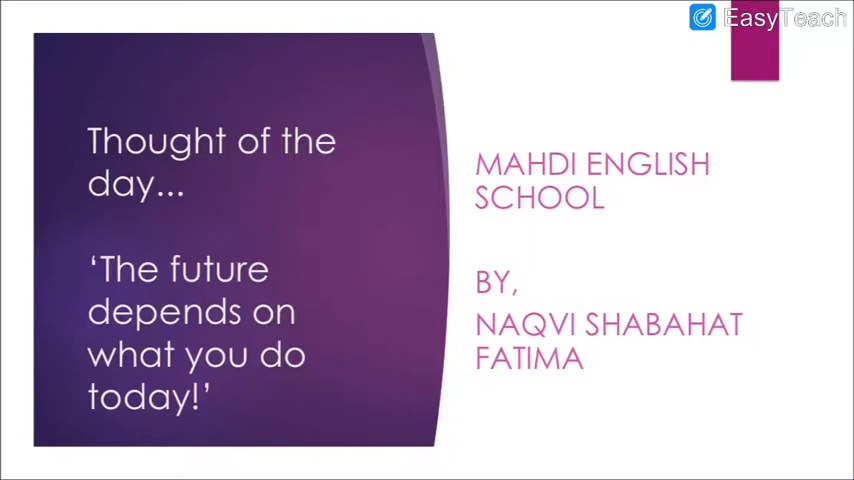 EasyTeach
Thought of the
day...
‘The future
depends on
what you do
today!’
MAHDI ENGLISH
SCHOOL
BY,
NAQVI SHABAHAT
FATIMA